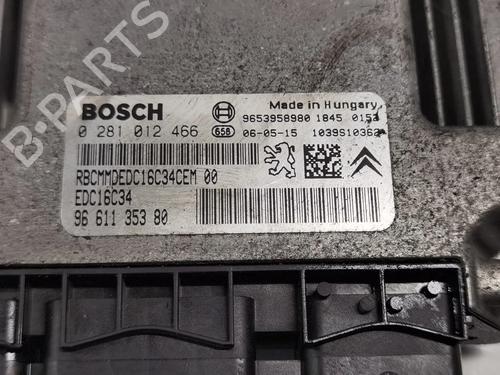 BOSCH
Made in Hungary
9653958980 1845 0153
0 281 012 466 658 06-05-15 1039S10362
RBCMMDEDC16C34CEM 00
EDC16C34
96 611 353 80
B-PARTS